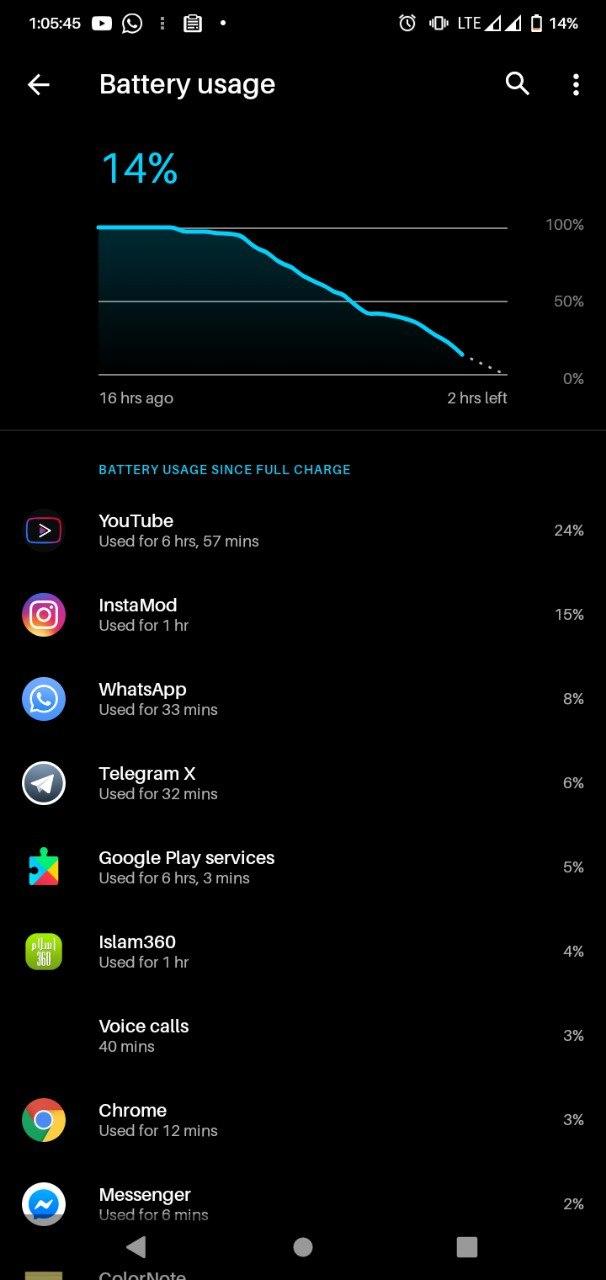 1:05:45 LTE 14%
Battery usage
14%
100%
50%
0%
16 hrs ago 2 hrs left
BATTERY USAGE SINCE FULL CHARGE
YouTube
Used for 6 hrs, 57 mins
24%
InstaMod
Used for 1 hr
15%
WhatsApp
Used for 33 mins
8%
Telegram X
Used for 32 mins
6%
Google Play services
Used for 6 hrs, 3 mins
5%
اسلام
360
Islam360
Used for 1 hr
4%
Voice calls
40 mins
3%
Chrome
Used for 12 mins
3%
Messenger
Used for 6 mins
2%
ColorNote